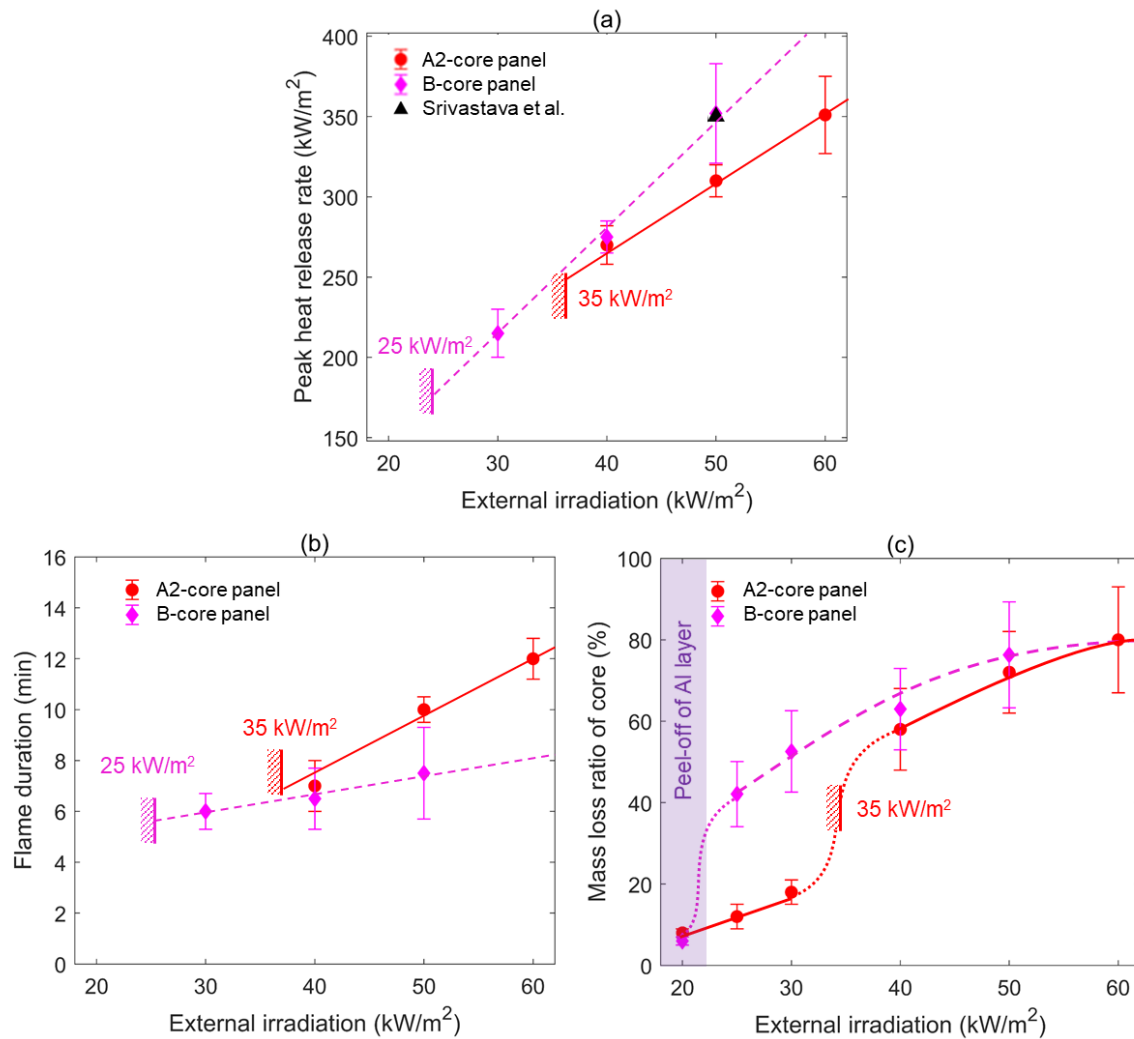 (a)
400
350
300
250
200
150
Peak heat release rate (kW/m²)
A2-core panel
B-core panel
Srivastava et al.
35 kW/m²
25 kW/m²
20 30 40 50 60
External irradiation (kW/m²)
(b)
16
14
12
10
8
6
4
2
0
Flame duration (min)
A2-core panel
B-core panel
35 kW/m²
25 kW/m²
20 30 40 50 60
External irradiation (kW/m²)
(c)
100
80
60
40
20
0
Mass loss ratio of core (%)
Peel-off of Al layer
A2-core panel
B-core panel
35 kW/m²
20 30 40 50 60
External irradiation (kW/m²)